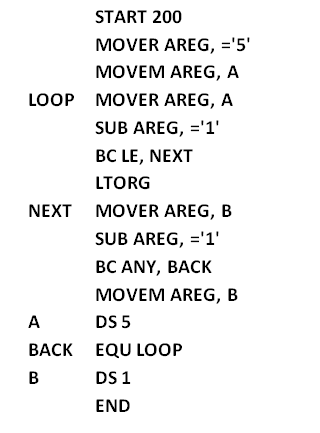 START 200
MOVER AREG, ='5'
MOVEM AREG, A
LOOP MOVER AREG, A
SUB AREG, ='1'
BC LE, NEXT
LTORG
NEXT MOVER AREG, B
SUB AREG, ='1'
BC ANY, BACK
MOVEM AREG, B
A DS 5
BACK EQU LOOP
B DS 1
END